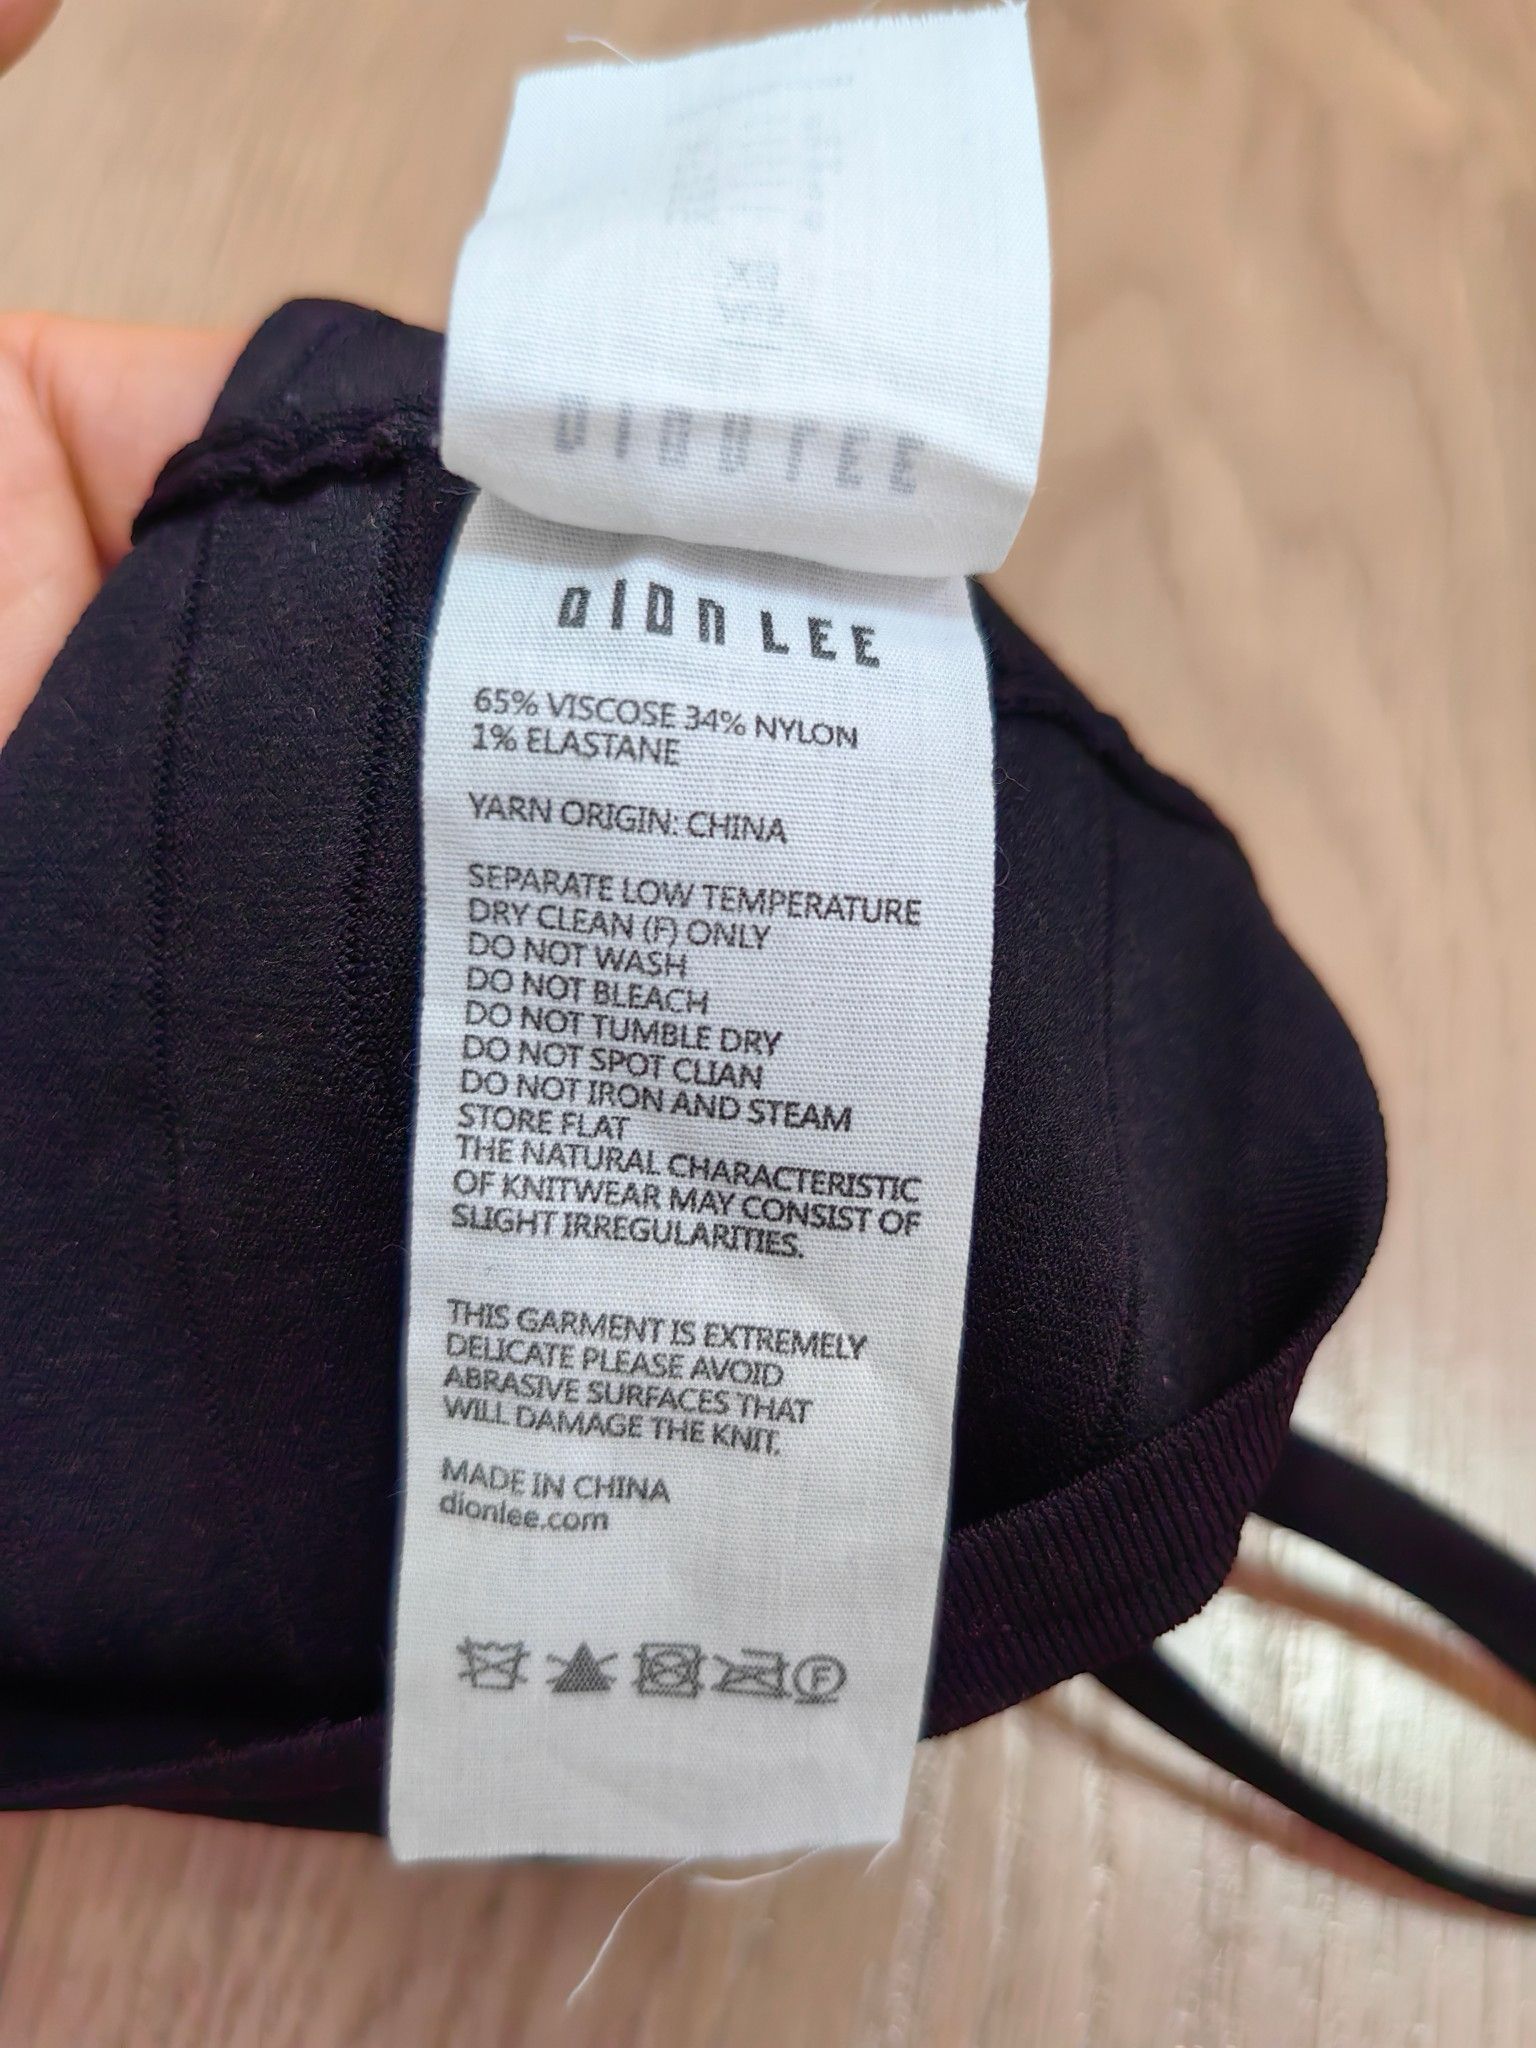 DION LEE
65% VISCOSE 34% NYLON
1% ELASTANE
YARN ORIGIN: CHINA
SEPARATE LOW TEMPERATURE
DRY CLEAN (F) ONLY
DO NOT WASH
DO NOT BLEACH
DO NOT TUMBLE DRY
DO NOT SPOT CLIAN
DO NOT IRON AND STEAM
STORE FLAT
THE NATURAL CHARACTERISTIC
OF KNITWEAR MAY CONSIST OF
SLIGHT IRREGULARITIES.
THIS GARMENT IS EXTREMELY
DELICATE PLEASE AVOID
ABRASIVE SURFACES THAT
WILL DAMAGE THE KNIT.
MADE IN CHINA
dionlee.com
F